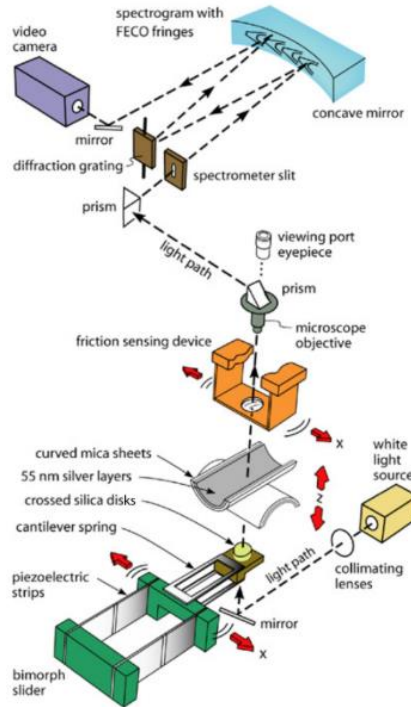 spectrogram with
FECO fringes
video
camera
concave mirror
mirror
diffraction grating
spectrometer slit
prism
light path
viewing port
eyepiece
prism
microscope
objective
friction sensing device
x
curved mica sheets
55 nm silver layers
crossed silica disks
cantilever spring
z
white
light
source
piezoelectric
strips
light path
collimating
lenses
mirror
x
bimorph
slider